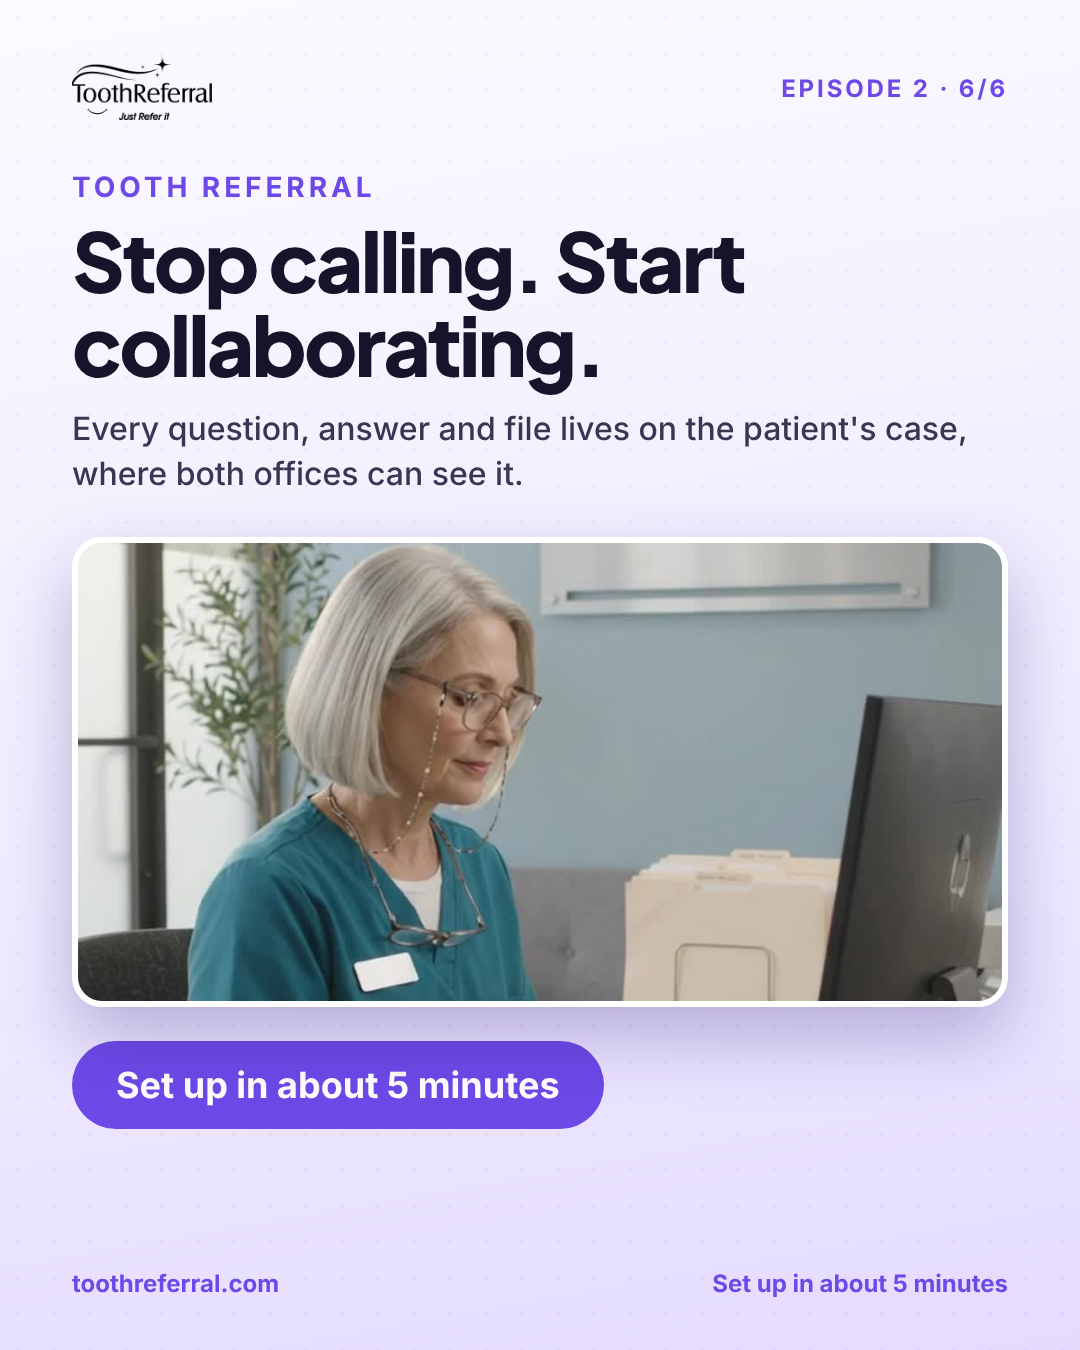 ToothReferral
Just Refer it
EPISODE 2 · 6/6
TOOTH REFERRAL
Stop calling. Start
collaborating.
Every question, answer and file lives on the patient's case,
where both offices can see it.
Set up in about 5 minutes
toothreferral.com
Set up in about 5 minutes